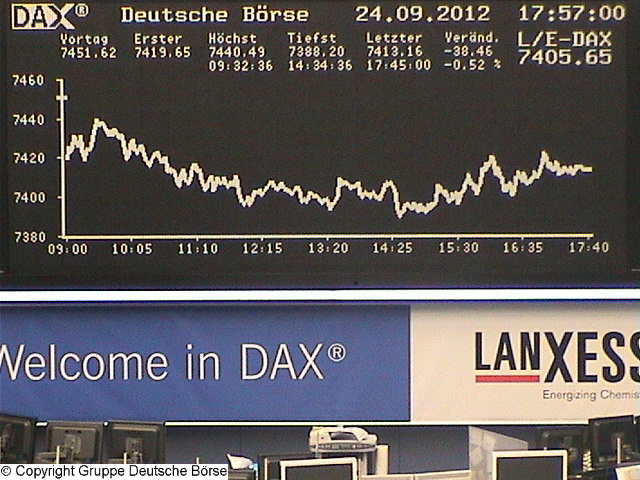 DAX® Deutsche Börse 24.09.2012 17:57:00
Vortag Erster Höchst Tiefst Letzter Veränd. L/E-DAX
7451.62 7419.65 7440.49 7388.20 7413.16 -38.46 7405.65
09:32:36 14:34:36 17:45:00 -0.52 %
7460
7440
7420
7400
7380
09:00 10:05 11:10 12:15 13:20 14:25 15:30 16:35 17:40
Welcome in DAX®
LANXESS
Energizing Chemis
© Copyright Gruppe Deutsche Börse